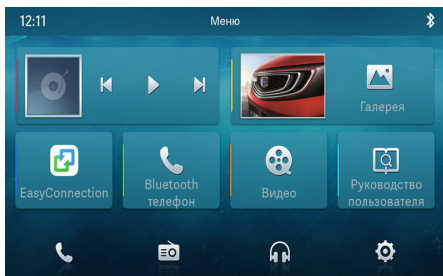 12:11 Меню
Галерея
EasyConnection
Bluetooth
телефон
Видео
Руководство
пользователя